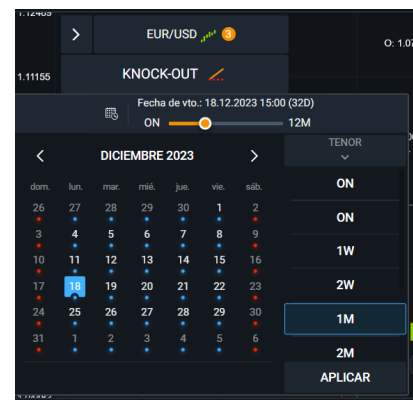 1.12469
EUR/USD 3
O: 1.07
1.11155
KNOCK-OUT
Fecha de vto.: 18.12.2023 15:00 (32D)
ON 12M
DICIEMBRE 2023
TENOR
dom. lun. mar. mié. jue. vie. sáb.
ON
26 27 28 29 30 1 2
ON
3 4 5 6 7 8 9
1W
10 11 12 13 14 15 16
2W
17 18 19 20 21 22 23
1M
24 25 26 27 28 29 30
31 1 2 3 4 5 6
2M
APLICAR